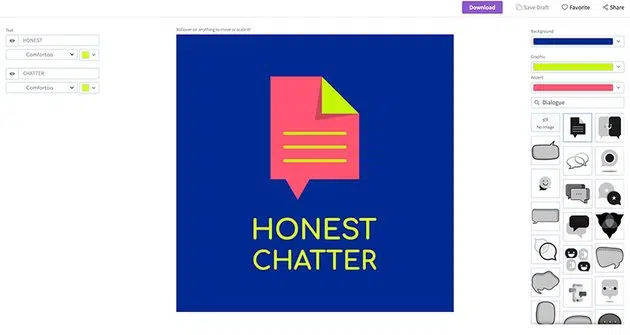 Download
Save Draft
Favorite
Share
Text
HONEST
Comfortaa
CHATTER
Comfortaa
Rollover on anything to move or scale it!
HONEST
CHATTER
Background
Graphic
Accent
Dialogue
No Image